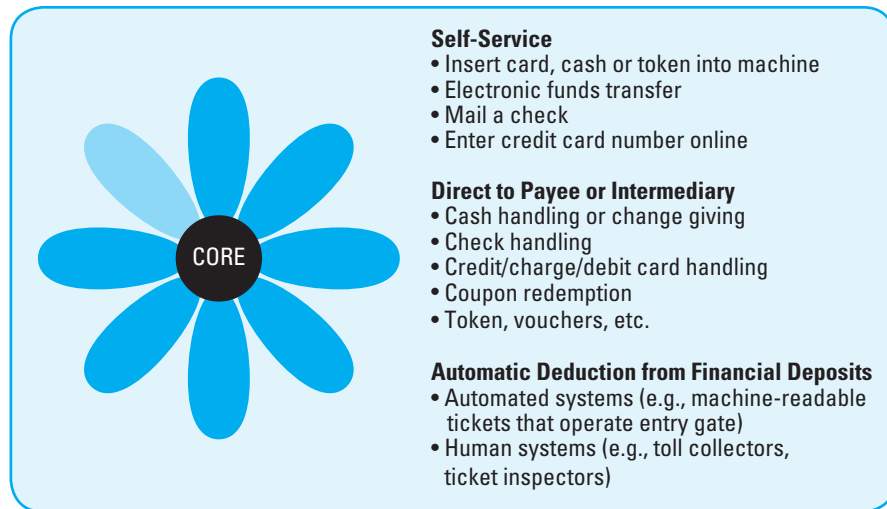 CORE
Self-Service
• Insert card, cash or token into machine
• Electronic funds transfer
• Mail a check
• Enter credit card number online
Direct to Payee or Intermediary
• Cash handling or change giving
• Check handling
• Credit/charge/debit card handling
• Coupon redemption
• Token, vouchers, etc.
Automatic Deduction from Financial Deposits
• Automated systems (e.g., machine-readable
tickets that operate entry gate)
• Human systems (e.g., toll collectors,
ticket inspectors)